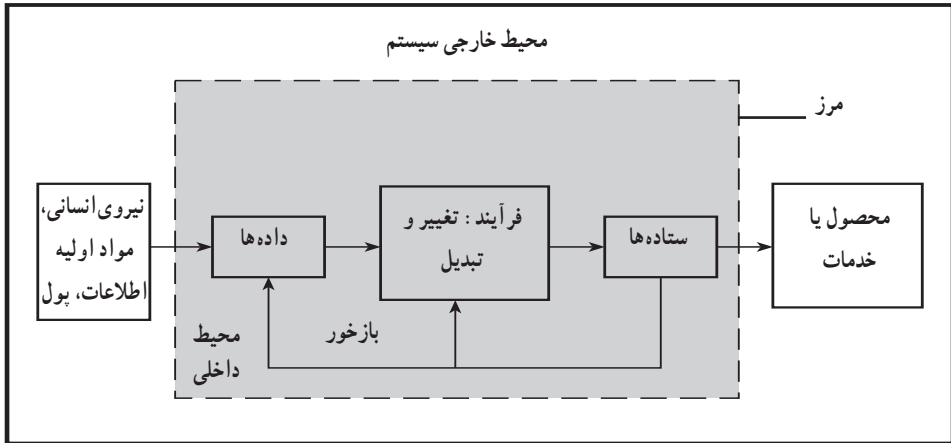 محیط خارجی سیستم
مرز
نیروی انسانی،
مواد اولیه
اطلاعات، پول
داده‌ها
فرآیند : تغییر و
تبدیل
ستاده‌ها
محصول یا
خدمات
بازخور
محیط
داخلی